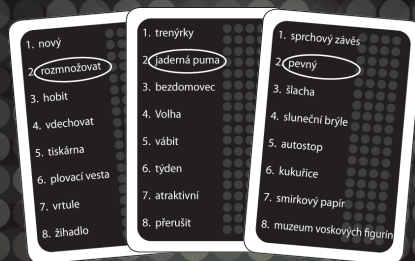 1. nový
2. rozmnožovat
3. hobit
4. vdechovat
5. tiskárna
6. plovací vesta
7. vrtule
8. žihadlo
1. trenýrky
2. jaderná puma
3. bezdomovec
4. Volha
5. vábit
6. týden
7. atraktivní
8. přerušit
1. sprchový závěs
2. pevný
3. šlacha
4. sluneční brýle
5. autostop
6. kukuřice
7. smirkový papír
8. muzeum voskových figurín